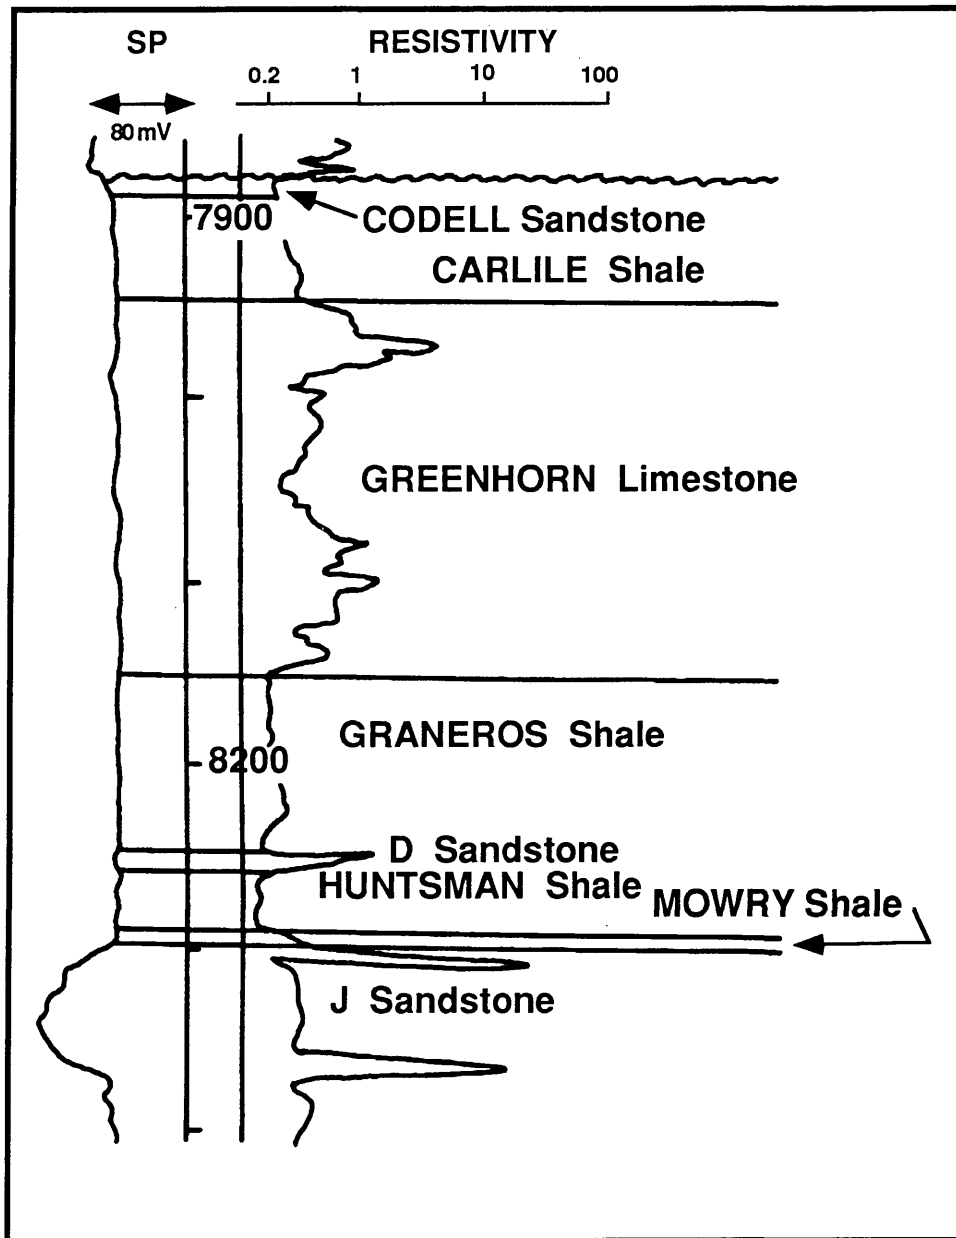 SP RESISTIVITY
0.2 1 10 100
80 mV
7900
CODELL Sandstone
CARLILE Shale
GREENHORN Limestone
GRANEROS Shale
8200
D Sandstone
HUNTSMAN Shale
MOWRY Shale
J Sandstone